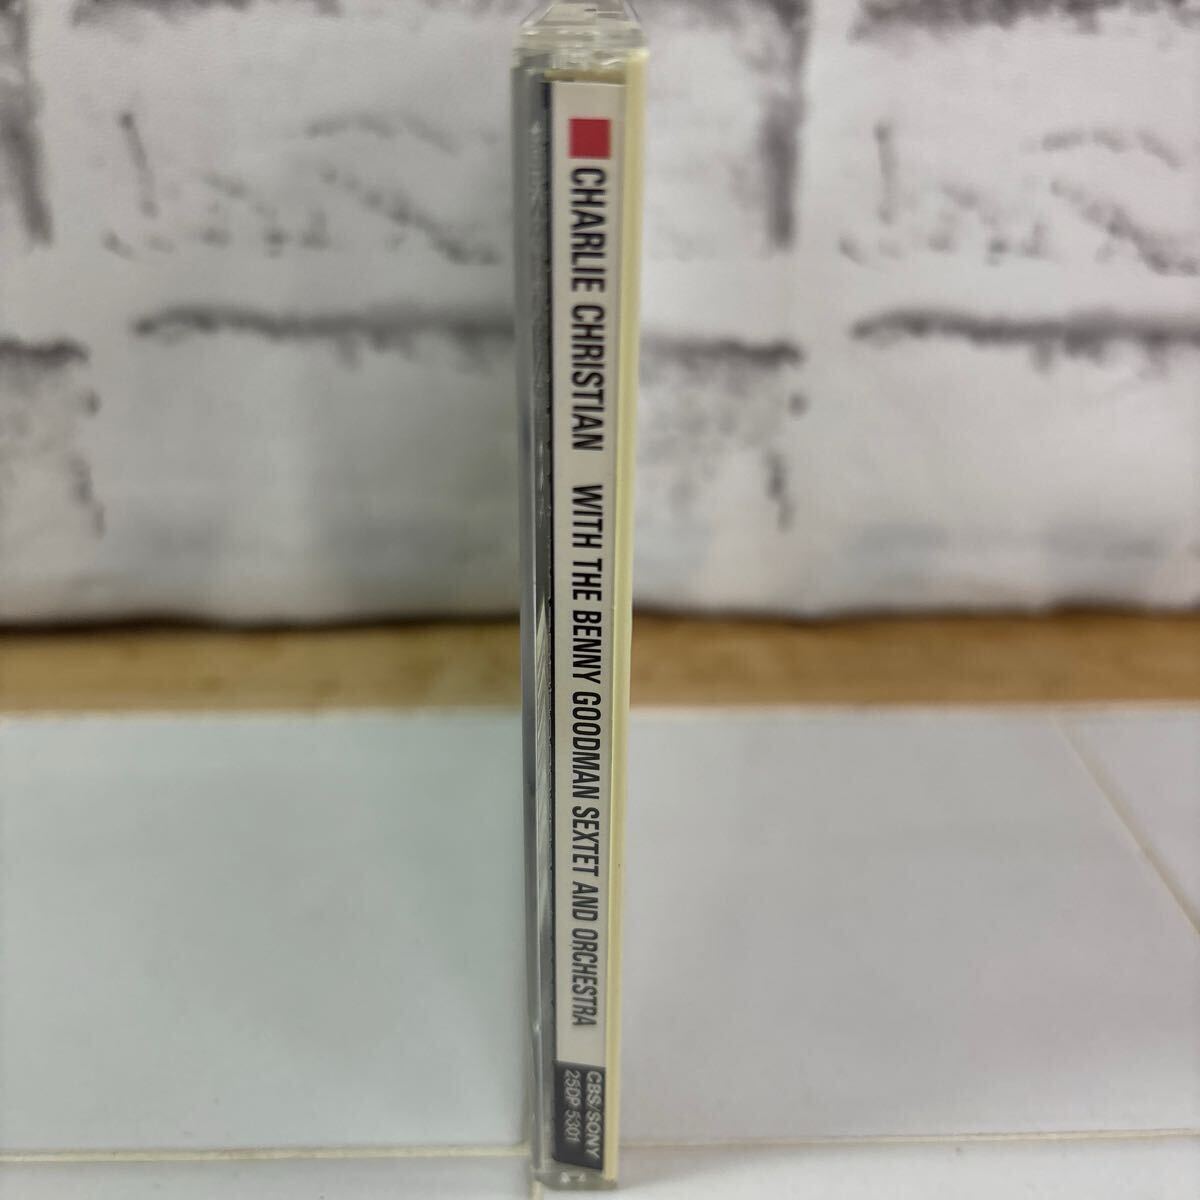 CHARLIE CHRISTIAN WITH THE BENNY GOODMAN SEXTET AND ORCHESTRA
CBS/SONY
25DP 5301